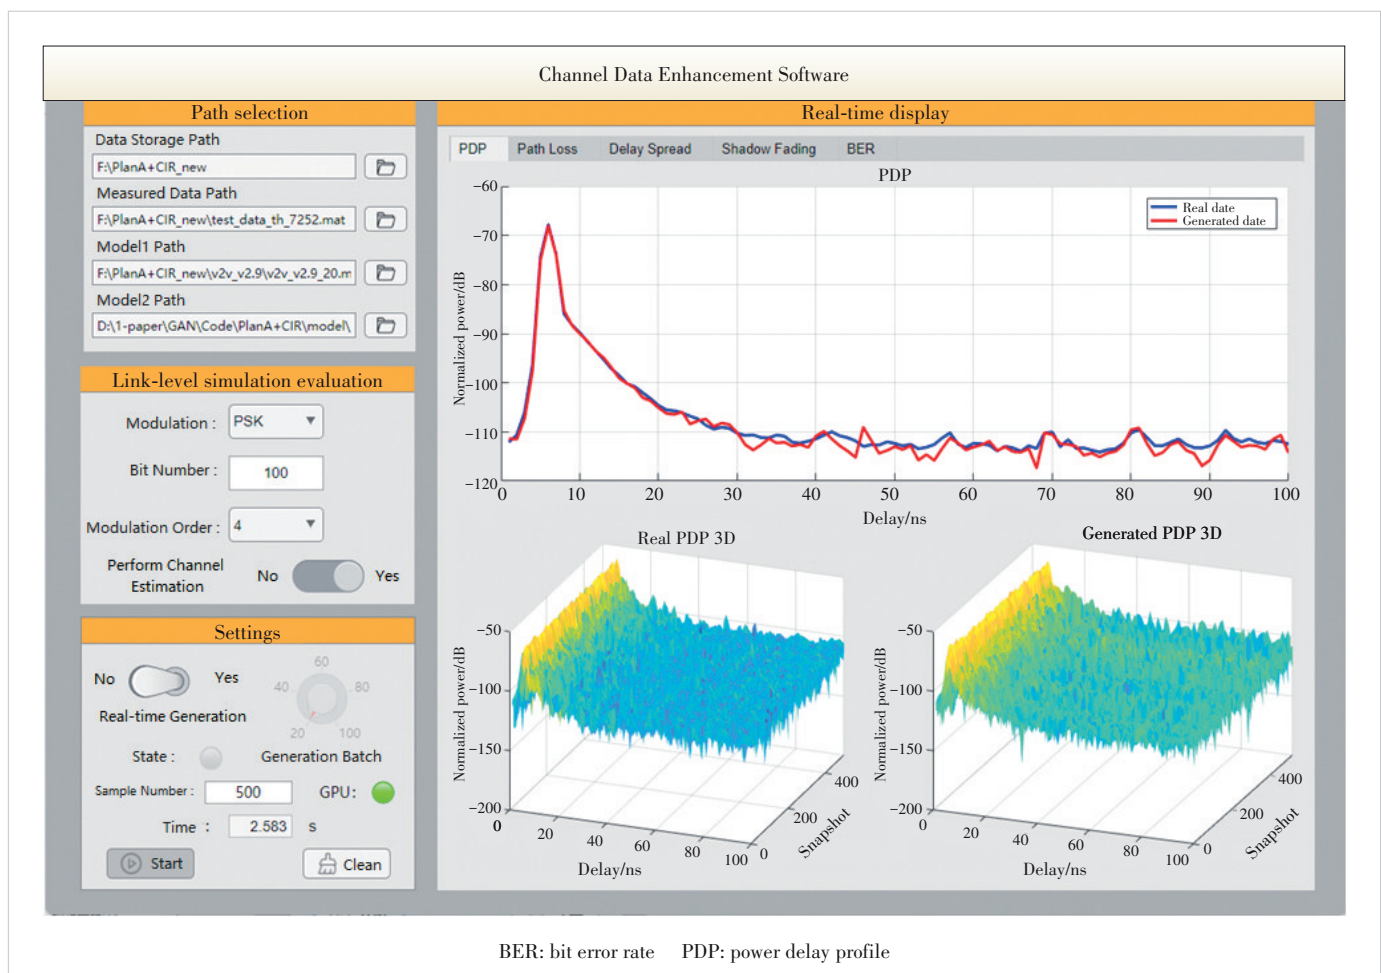 Channel Data Enhancement Software
Path selection
Data Storage Path
F:\PlanA+CIR_new
Measured Data Path
F:\PlanA+CIR_new\test_data_th_7252.mat
Model1 Path
F:\PlanA+CIR_new\v2v_v2.9\v2v_v2.9_20.m
Model2 Path
D:\1-paper\GAN\Code\PlanA+CIR\model\
Link-level simulation evaluation
Modulation : PSK
Bit Number : 100
Modulation Order : 4
Perform Channel
Estimation
No Yes
Settings
No Yes
Real-time Generation
20 40 60 80 100
State : Generation Batch
Sample Number : 500 GPU:
Time : 2.583 s
Start Clean
Real-time display
PDP Path Loss Delay Spread Shadow Fading BER
PDP
Real date
Generated date
Normalized power/dB
−60
−70
−80
−90
−100
−110
−120
0 10 20 30 40 50 60 70 80 90 100
Delay/ns
Real PDP 3D
Normalized power/dB
−50
−100
−150
−200
0 20 40 60 80 100
Delay/ns
0 200 400
Snapshot
Generated PDP 3D
Normalized power/dB
−50
−100
−150
−200
0 20 40 60 80 100
Delay/ns
0 200 400
Snapshot
BER: bit error rate PDP: power delay profile